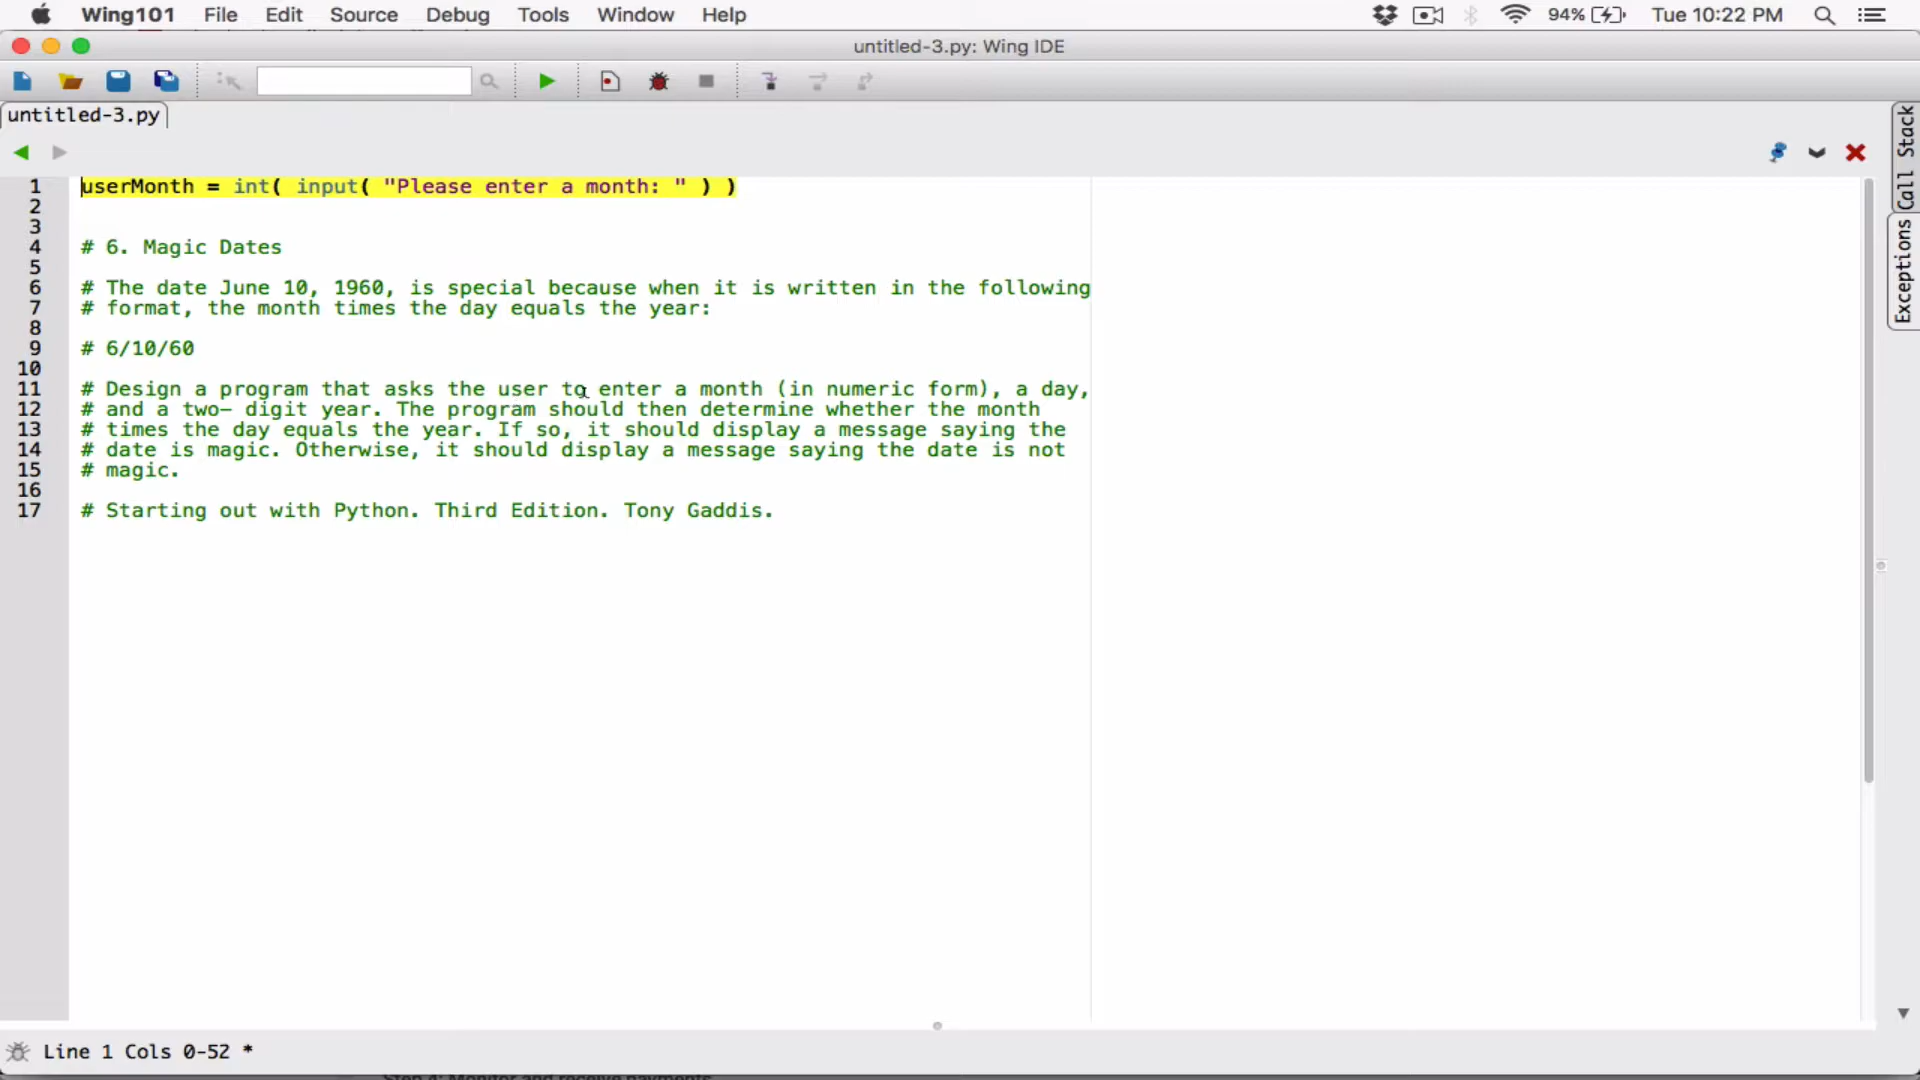 Wing101 File Edit Source Debug Tools Window Help 94% Tue 10:22 PM
untitled-3.py: Wing IDE
untitled-3.py
Call Stack
Exceptions
1 userMonth = int( input( "Please enter a month: " ) )
2
3
4 # 6. Magic Dates
5
6 # The date June 10, 1960, is special because when it is written in the following
7 # format, the month times the day equals the year:
8
9 # 6/10/60
10
11 # Design a program that asks the user to enter a month (in numeric form), a day,
12 # and a two- digit year. The program should then determine whether the month
13 # times the day equals the year. If so, it should display a message saying the
14 # date is magic. Otherwise, it should display a message saying the date is not
15 # magic.
16
17 # Starting out with Python. Third Edition. Tony Gaddis.
Line 1 Cols 0-52 *
Step 4: Monitor and receive payments